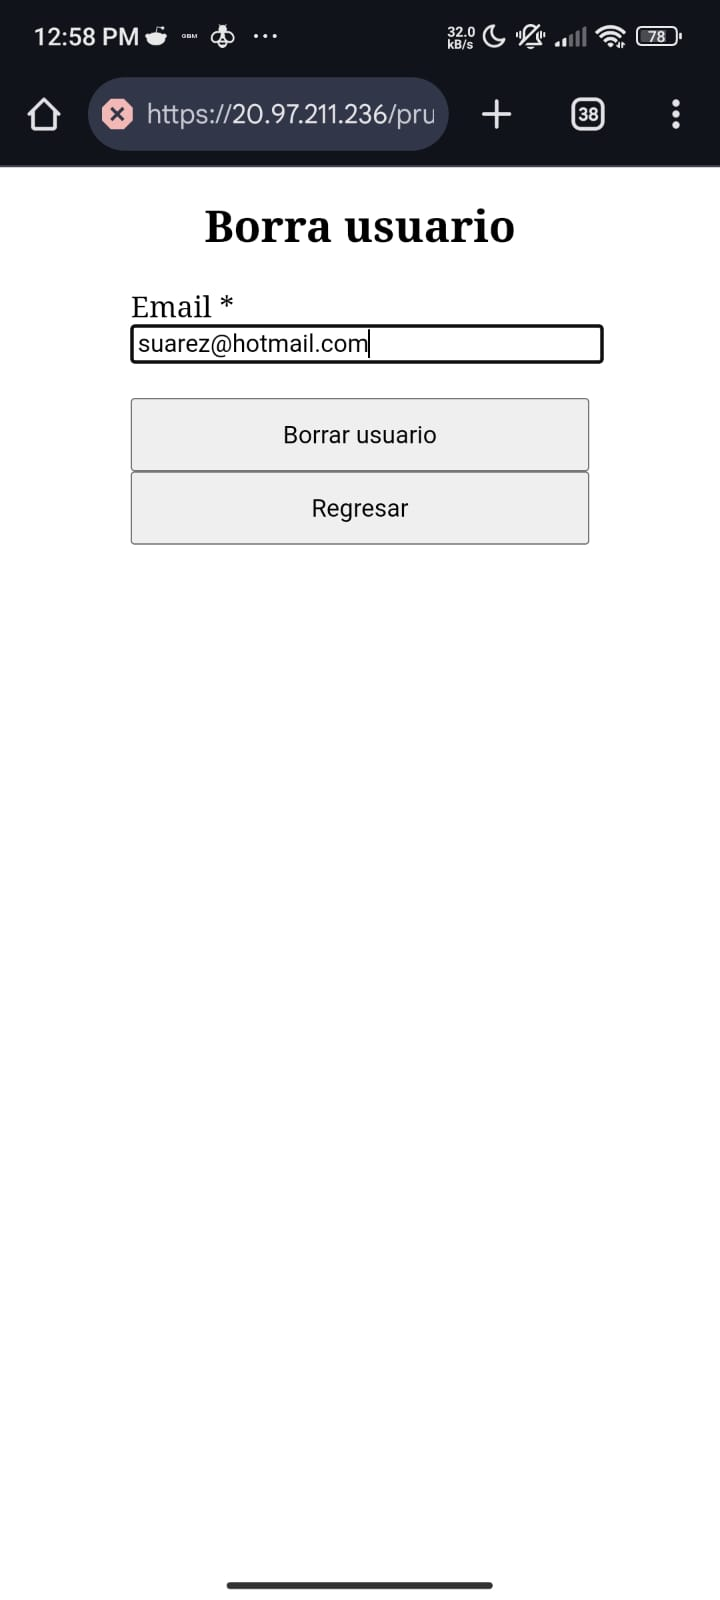 12:58 PM GBM ... 32.0 kB/s 78
https://20.97.211.236/pru 38
Borra usuario
Email *
suarez@hotmail.com
Borrar usuario
Regresar